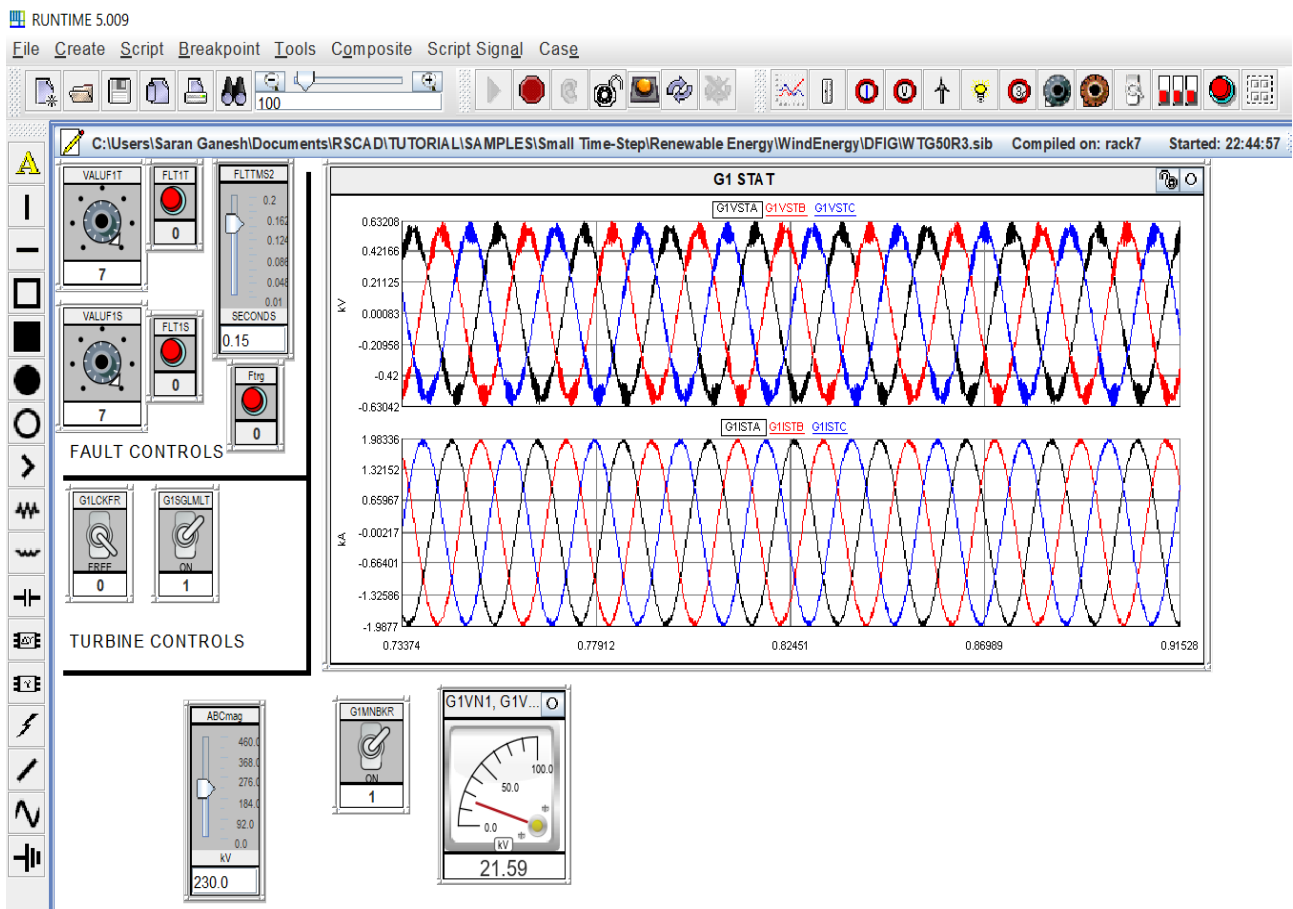 RUNTIME 5.009
File Create Script Breakpoint Tools Composite Script Signal Case
100
C:\Users\Saran Ganesh\Documents\RSCAD\TUTORIAL\SAMPLES\Small Time-Step\Renewable Energy\WindEnergy\DFIG\WTG50R3.sib Compiled on: rack7 Started: 22:44:57
A
VALUF1T
7
FLT1T
0
FLTTMS2
0.2
0.162
0.124
0.086
0.048
0.01
SECONDS
0.15
VALUF1S
7
FLT1S
0
Ftrg
0
FAULT CONTROLS
G1LCKFR
FREE
0
G1SGLMLT
ON
1
TURBINE CONTROLS
G1 STAT
G1VSTA G1VSTB G1VSTC
0.63208
0.42166
0.21125
0.00083
-0.20958
-0.42
-0.63042
kV
G1ISTA G1ISTB G1ISTC
1.98336
1.32152
0.65967
-0.00217
-0.66401
-1.32586
-1.9877
kA
0.73374 0.77912 0.82451 0.86989 0.91528
ABCmag
460.0
368.0
276.0
184.0
92.0
0.0
kV
230.0
G1MNBKR
ON
1
G1VN1, G1V...
100.0
50.0
0.0
kV
21.59